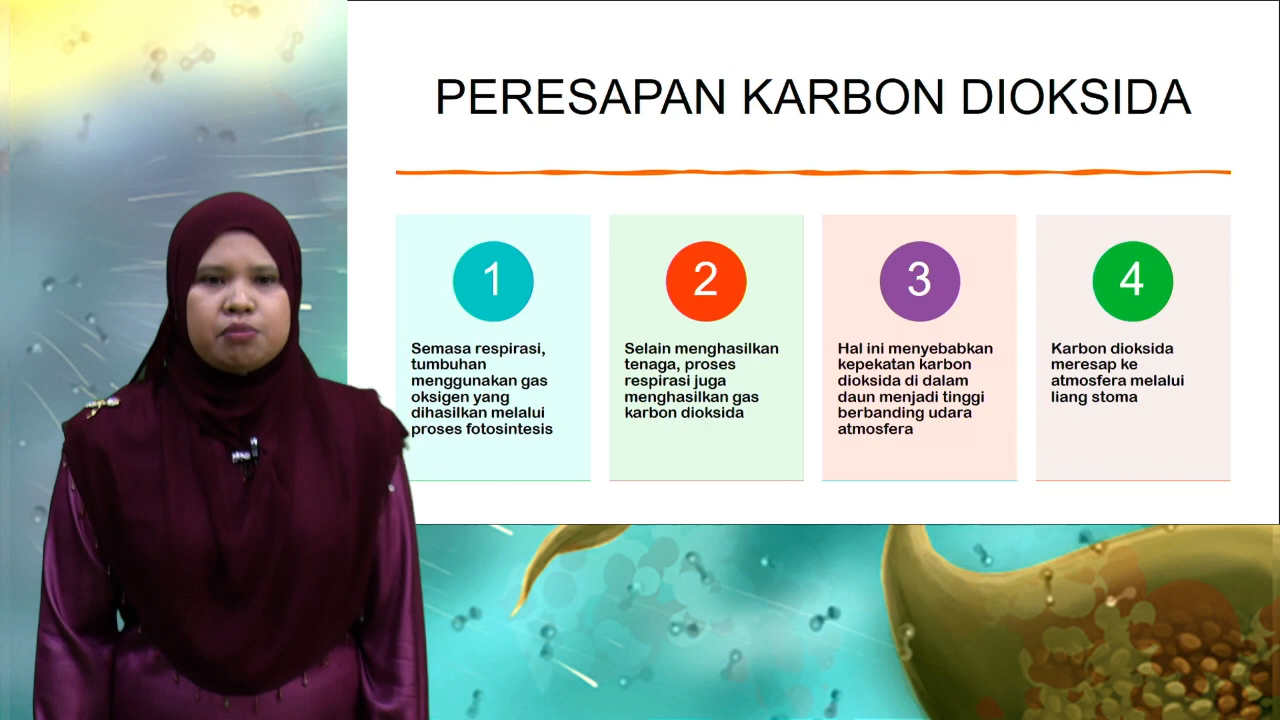 PERESAPAN KARBON DIOKSIDA
1
Semasa respirasi,
tumbuhan
menggunakan gas
oksigen yang
dihasilkan melalui
proses fotosintesis
2
Selain menghasilkan
tenaga, proses
respirasi juga
menghasilkan gas
karbon dioksida
3
Hal ini menyebabkan
kepekatan karbon
dioksida di dalam
daun menjadi tinggi
berbanding udara
atmosfera
4
Karbon dioksida
meresap ke
atmosfera melalui
liang stoma